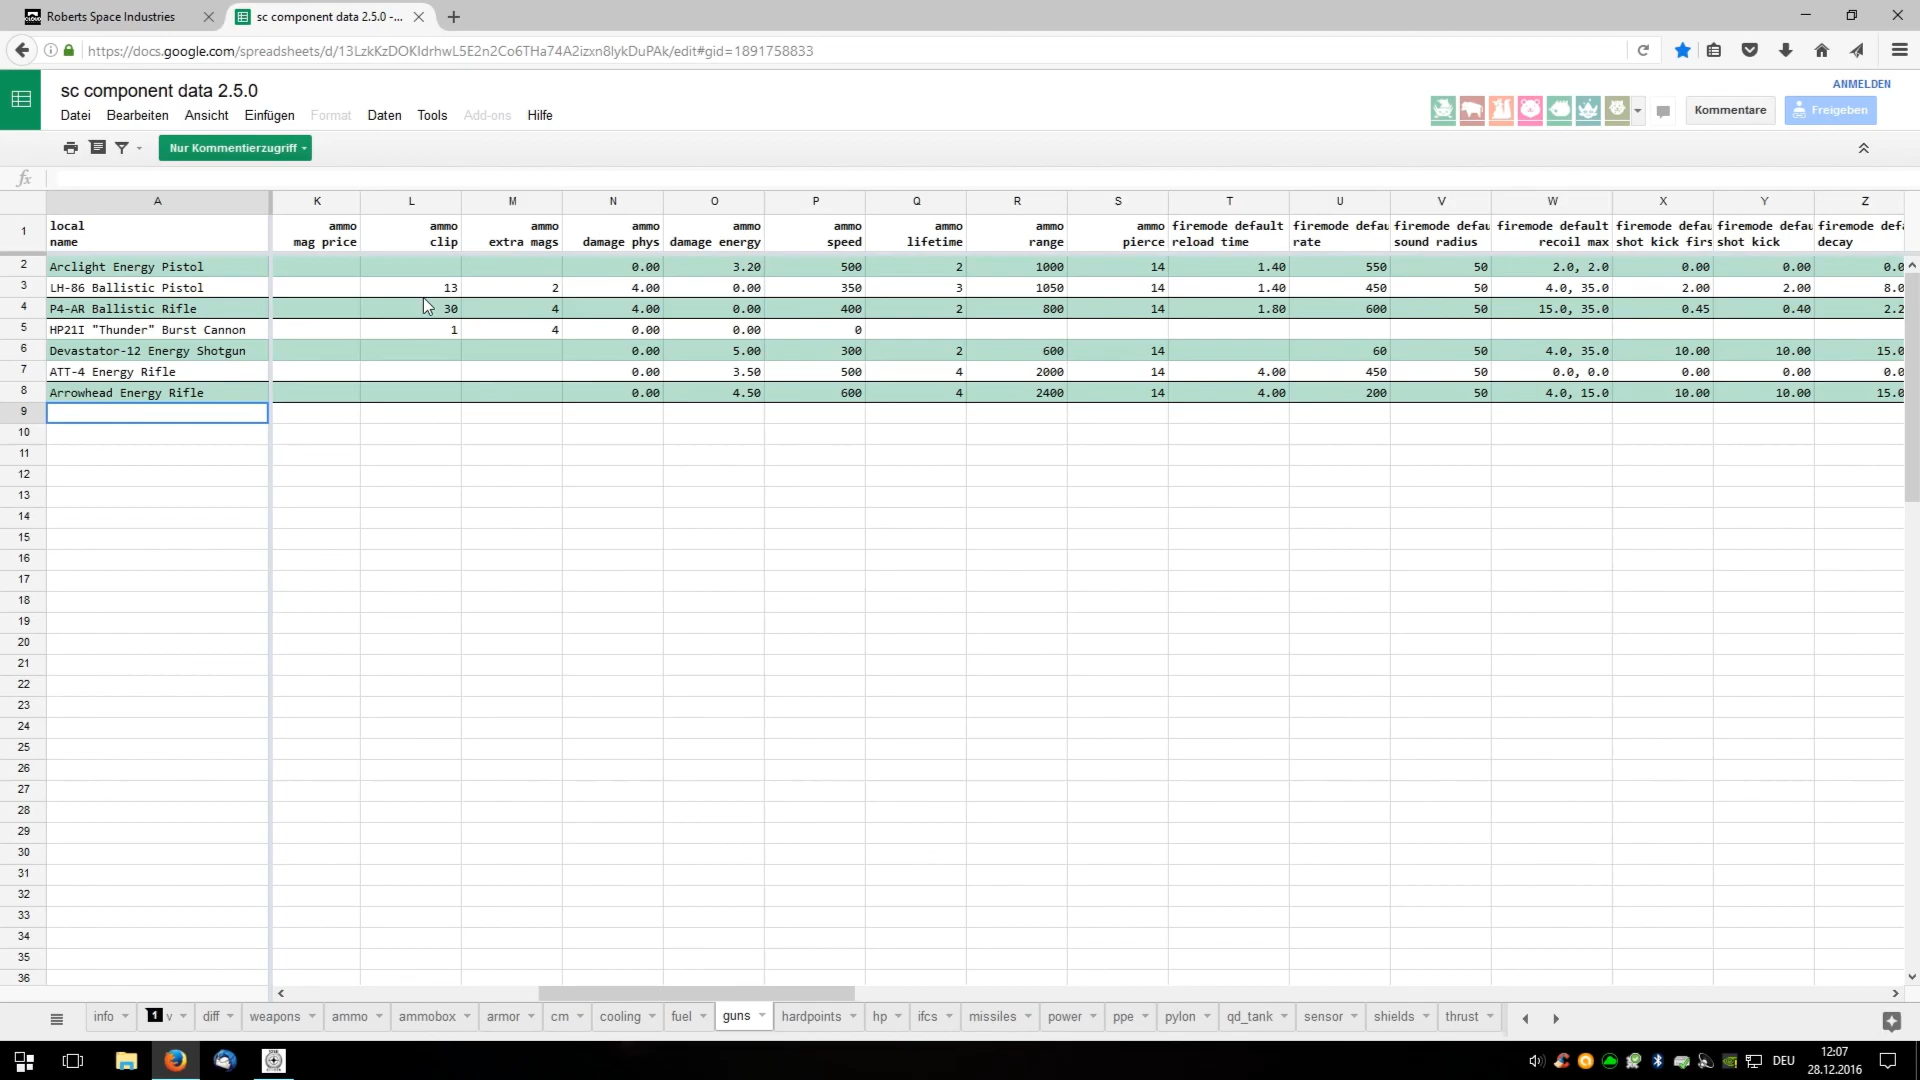 Roberts Space Industries
sc component data 2.5.0 -...
https://docs.google.com/spreadsheets/d/13LzkKzDOKIdrhwL5E2n2Co6THa74A2izxn8lykDuPAk/edit#gid=1891758833
sc component data 2.5.0
ANMELDEN
Datei Bearbeiten Ansicht Einfügen Format Daten Tools Add-ons Hilfe
Kommentare Freigeben
Nur Kommentierzugriff
fx
A K L M N O P Q R S T U V W X Y Z
1 local ammo ammo ammo ammo ammo ammo ammo ammo ammo firemode default firemode defau firemode defau firemode default firemode defau firemode defau firemode defa
name mag price clip extra mags damage phys damage energy speed lifetime range pierce reload time rate sound radius recoil max shot kick firs shot kick decay
2 Arclight Energy Pistol 0.00 3.20 500 2 1000 14 1.40 550 50 2.0, 2.0 0.00 0.00 0.0
3 LH-86 Ballistic Pistol 13 2 4.00 0.00 350 3 1050 14 1.40 450 50 4.0, 35.0 2.00 2.00 8.0
4 P4-AR Ballistic Rifle 30 4 4.00 0.00 400 2 800 14 1.80 600 50 15.0, 35.0 0.45 0.40 2.2
5 HP21I "Thunder" Burst Cannon 1 4 0.00 0.00 0
6 Devastator-12 Energy Shotgun 0.00 5.00 300 2 600 14 60 50 4.0, 35.0 10.00 10.00 15.0
7 ATT-4 Energy Rifle 0.00 3.50 500 4 2000 14 4.00 450 50 0.0, 0.0 0.00 0.00 0.0
8 Arrowhead Energy Rifle 0.00 4.50 600 4 2400 14 4.00 200 50 4.0, 15.0 10.00 10.00 15.0
9
10
11
12
13
14
15
16
17
18
19
20
21
22
23
24
25
26
27
28
29
30
31
32
33
34
35
36
info 1 v diff weapons ammo ammobox armor cm cooling fuel guns hardpoints hp ifcs missiles power ppe pylon qd_tank sensor shields thrust
DEU
12:07
28.12.2016